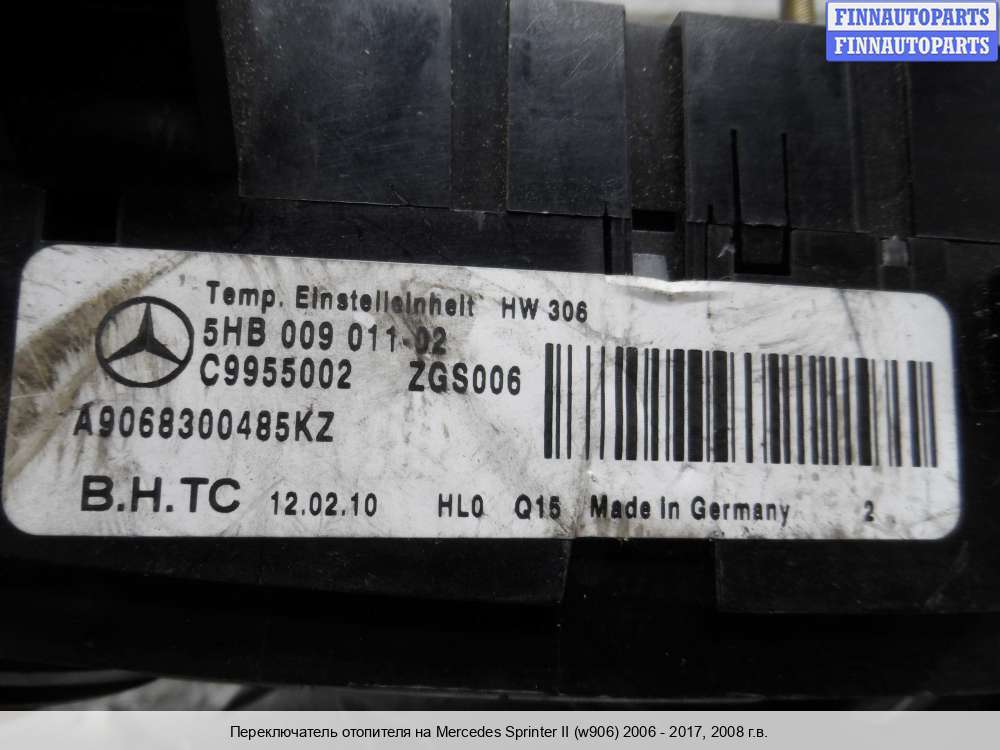 FINNAUTOPARTS
FINNAUTOPARTS
Temp. Einstelleinheit HW 306
5HB 009 011-02
C9955002 ZGS006
A9068300485KZ
B.H.TC 12.02.10 HL0 Q15 Made in Germany 2
Переключатель отопителя на Mercedes Sprinter II (w906) 2006 - 2017, 2008 г.в.